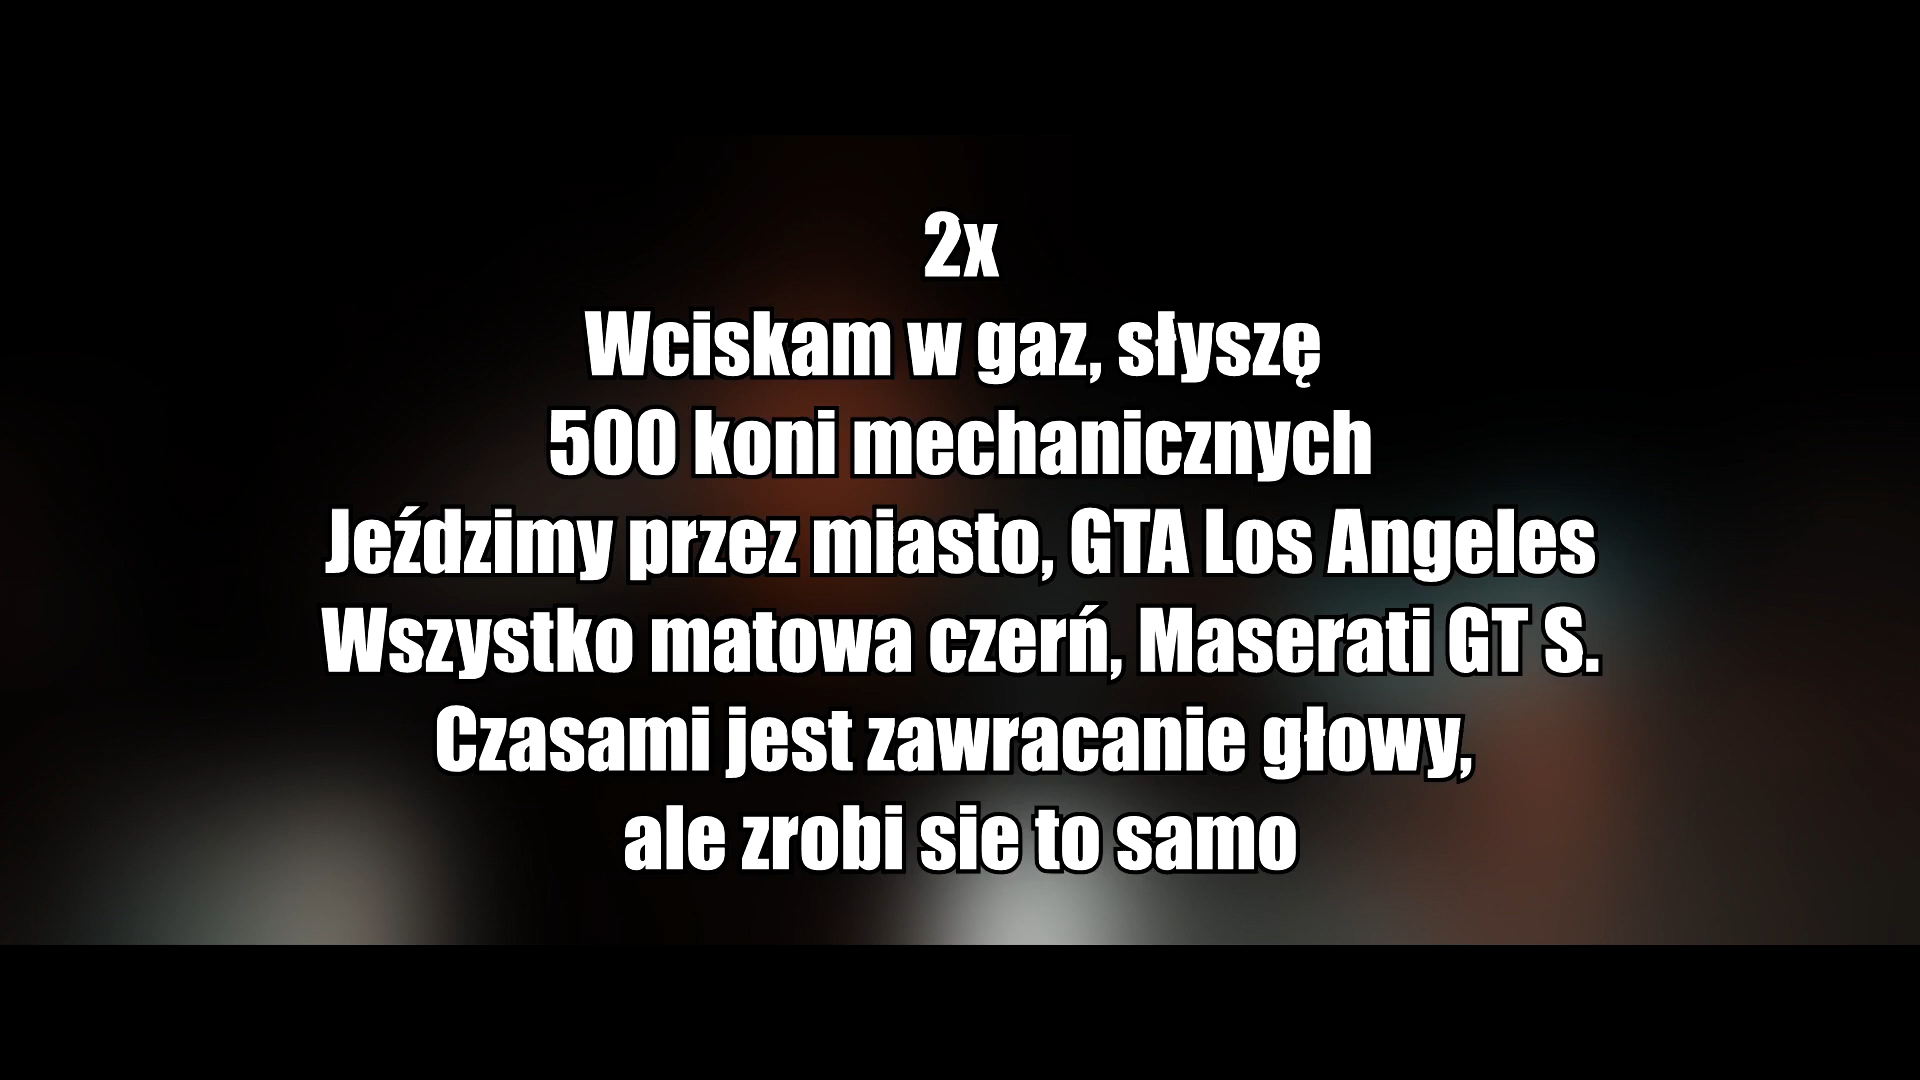 2x
Wciskam w gaz, słyszę
500 koni mechanicznych
Jeździmy przez miasto, GTA Los Angeles
Wszystko matowa czerń, Maserati GT S.
Czasami jest zawracanie głowy,
ale zrobi sie to samo